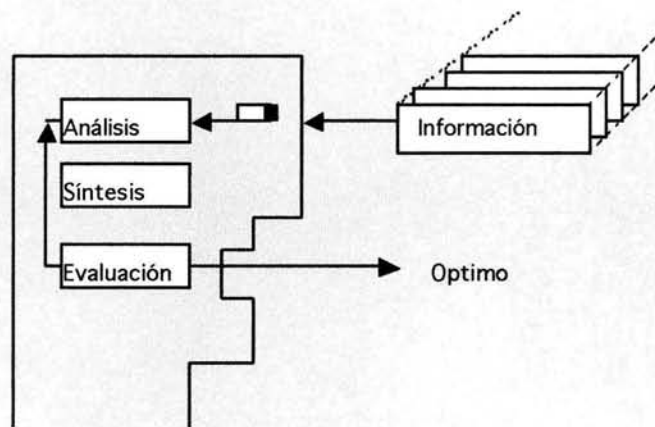 Análisis
Información
Síntesis
Evaluación
Optimo